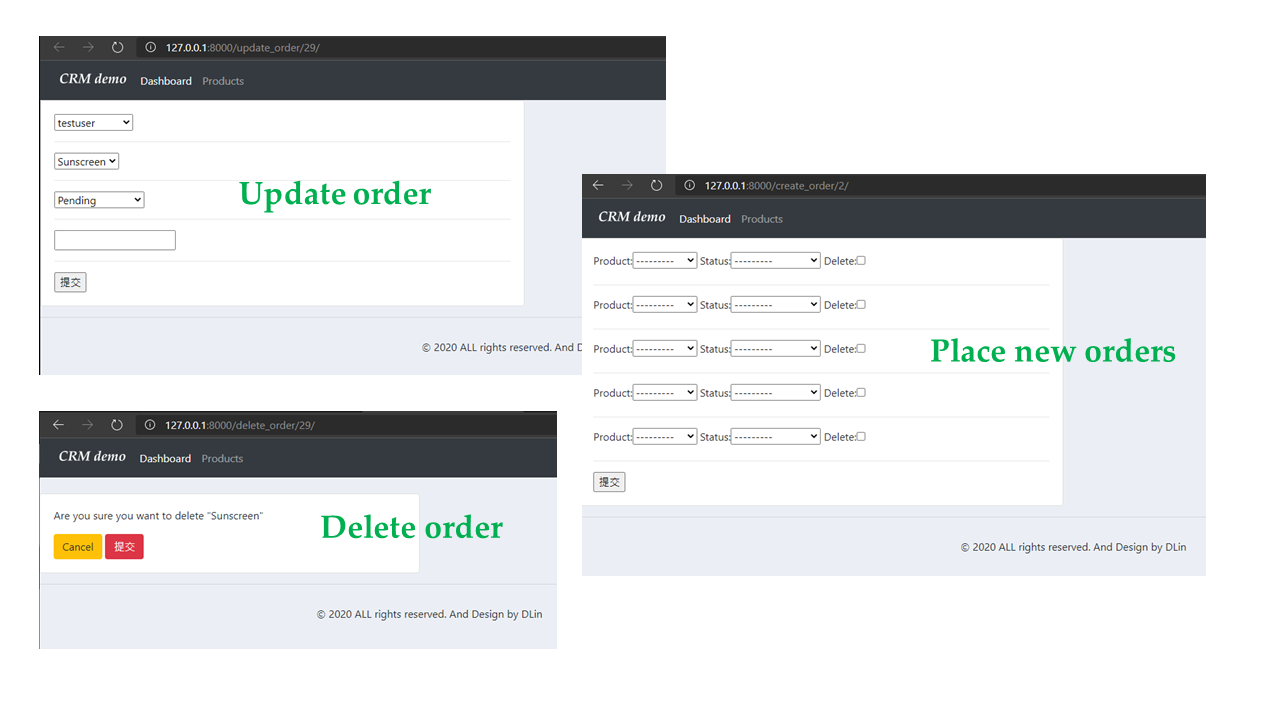 127.0.0.1:8000/update_order/29/
CRM demo Dashboard Products
testuser
Sunscreen
Update order
Pending
提交
© 2020 ALL rights reserved. And D
127.0.0.1:8000/create_order/2/
CRM demo Dashboard Products
Product: --------- Status: --------- Delete:
Product: --------- Status: --------- Delete:
Product: --------- Status: --------- Delete:
Place new orders
Product: --------- Status: --------- Delete:
Product: --------- Status: --------- Delete:
提交
© 2020 ALL rights reserved. And Design by DLin
127.0.0.1:8000/delete_order/29/
CRM demo Dashboard Products
Are you sure you want to delete "Sunscreen"
Delete order
Cancel 提交
© 2020 ALL rights reserved. And Design by DLin